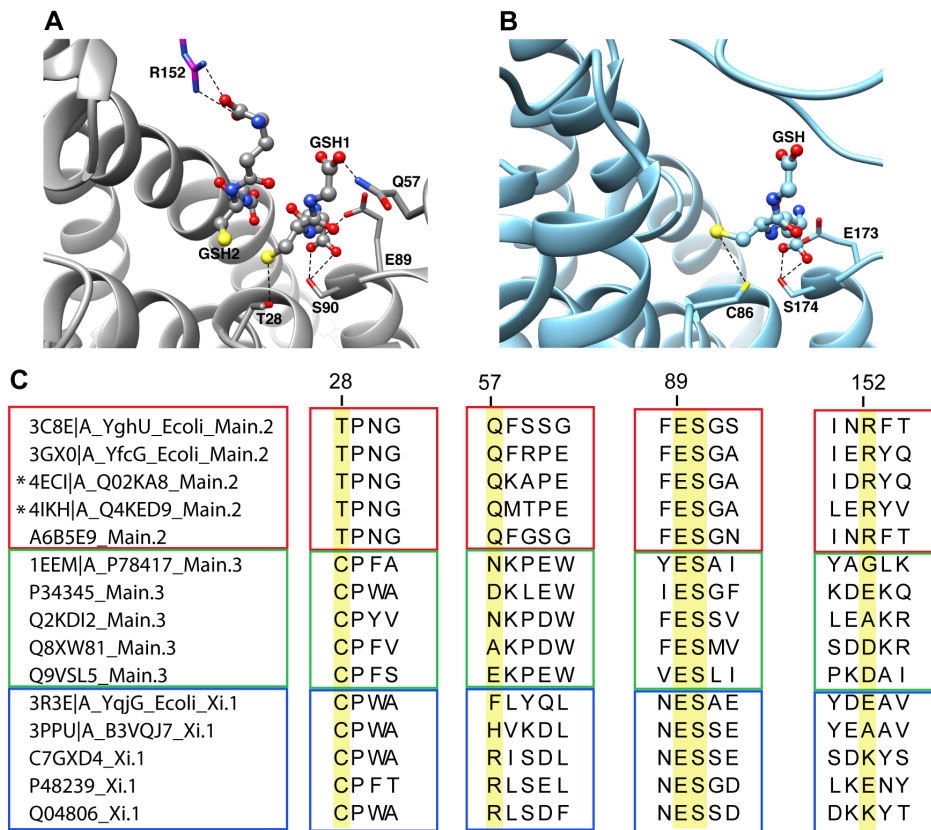 A
B
R152
GSH1
GSH
Q57
GSH2
E89
E173
T28
S90
C86
S174
C
28 57 89 152
3C8E|A_YghU_Ecoli_Main.2 TPNG QFSSG FESGS INRFT
3GX0|A_YfcG_Ecoli_Main.2 TPNG QFRPE FESGA IERYQ
*4ECI|A_Q02KA8_Main.2 TPNG QKAPE FESGA IDRYQ
*4IKH|A_Q4KED9_Main.2 TPNG QMTPE FESGA LERYV
A6B5E9_Main.2 TPNG QFGSG FESGN INRFT
1EEM|A_P78417_Main.3 CPFA NKPEW YESAI YAGLK
P34345_Main.3 CPWA DKLEW IESGF KDEKQ
Q2KDI2_Main.3 CPYV NKPDW FESSV LEAKR
Q8XW81_Main.3 CPFV AKPDW FESMV SDDKR
Q9VSL5_Main.3 CPFS EKPEW VESLI PKDAI
3R3E|A_YqjG_Ecoli_Xi.1 CPWA FLYQL NESAE YDEAV
3PPU|A_B3VQJ7_Xi.1 CPWA HVKDL NESSE YEAAV
C7GXD4_Xi.1 CPWA RISDL NESSE SDKYS
P48239_Xi.1 CPFT RLSEL NESGD LKENY
Q04806_Xi.1 CPWA RLSDF NESSD DKKYT